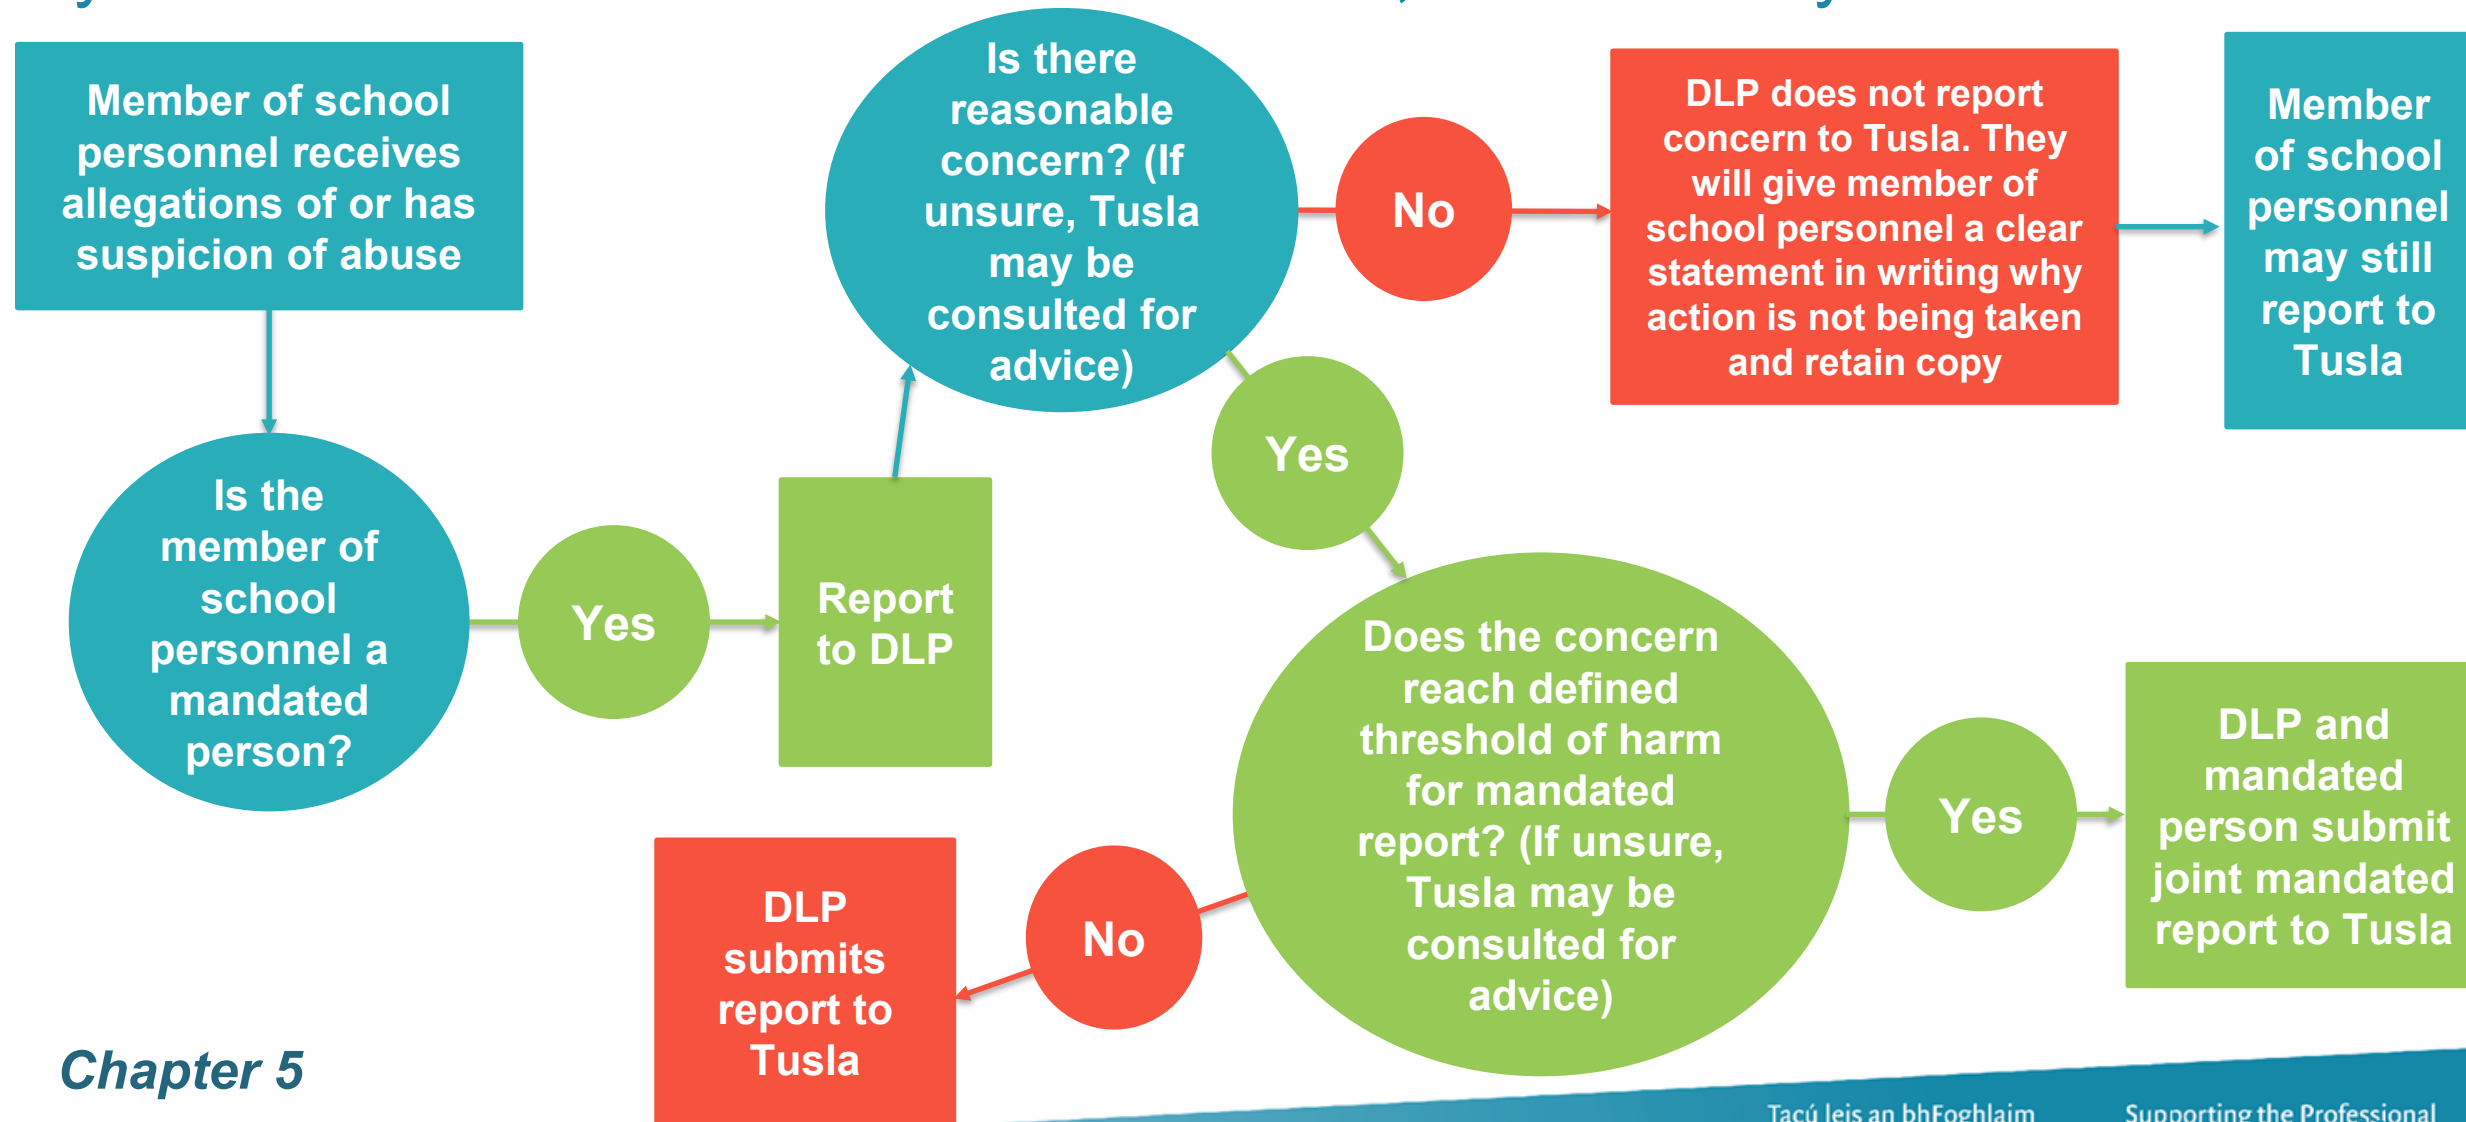 Member of school
personnel receives
allegations of or has
suspicion of abuse
Is the
member of
school
personnel a
mandated
person?
Yes
Report
to DLP
Is there
reasonable
concern? (If
unsure, Tusla
may be
consulted for
advice)
No
DLP does not report
concern to Tusla. They
will give member of
school personnel a clear
statement in writing why
action is not being taken
and retain copy
Member
of school
personnel
may still
report to
Tusla
Yes
Does the concern
reach defined
threshold of harm
for mandated
report? (If unsure,
Tusla may be
consulted for
advice)
Yes
DLP and
mandated
person submit
joint mandated
report to Tusla
No
DLP
submits
report to
Tusla
Chapter 5
Tacú leis an bhFoghlaim
Supporting the Professional